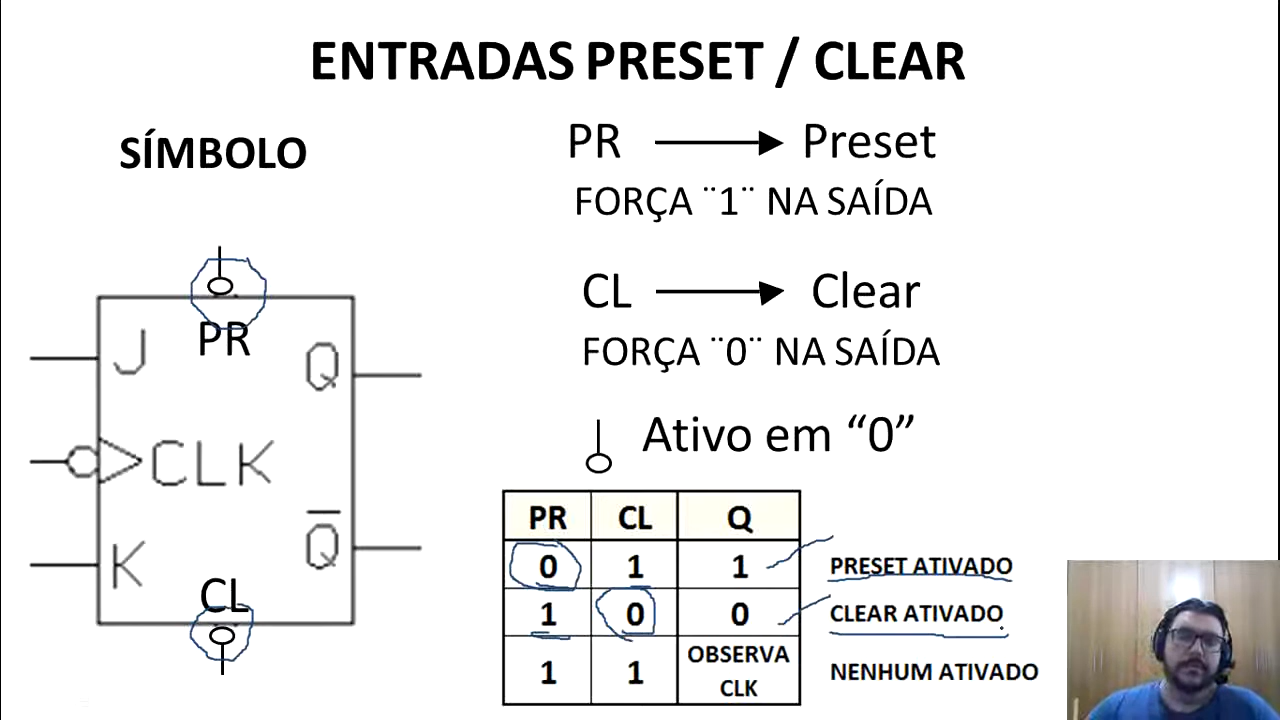 ENTRADAS PRESET / CLEAR
SÍMBOLO
PR
J
Q
CLK
K
Q
CL
PR Preset
FORÇA ¨1¨ NA SAÍDA
CL Clear
FORÇA ¨0¨ NA SAÍDA
Ativo em “0”
PR CL Q
0 1 1 PRESET ATIVADO
1 0 0 CLEAR ATIVADO
1 1 OBSERVA CLK NENHUM ATIVADO